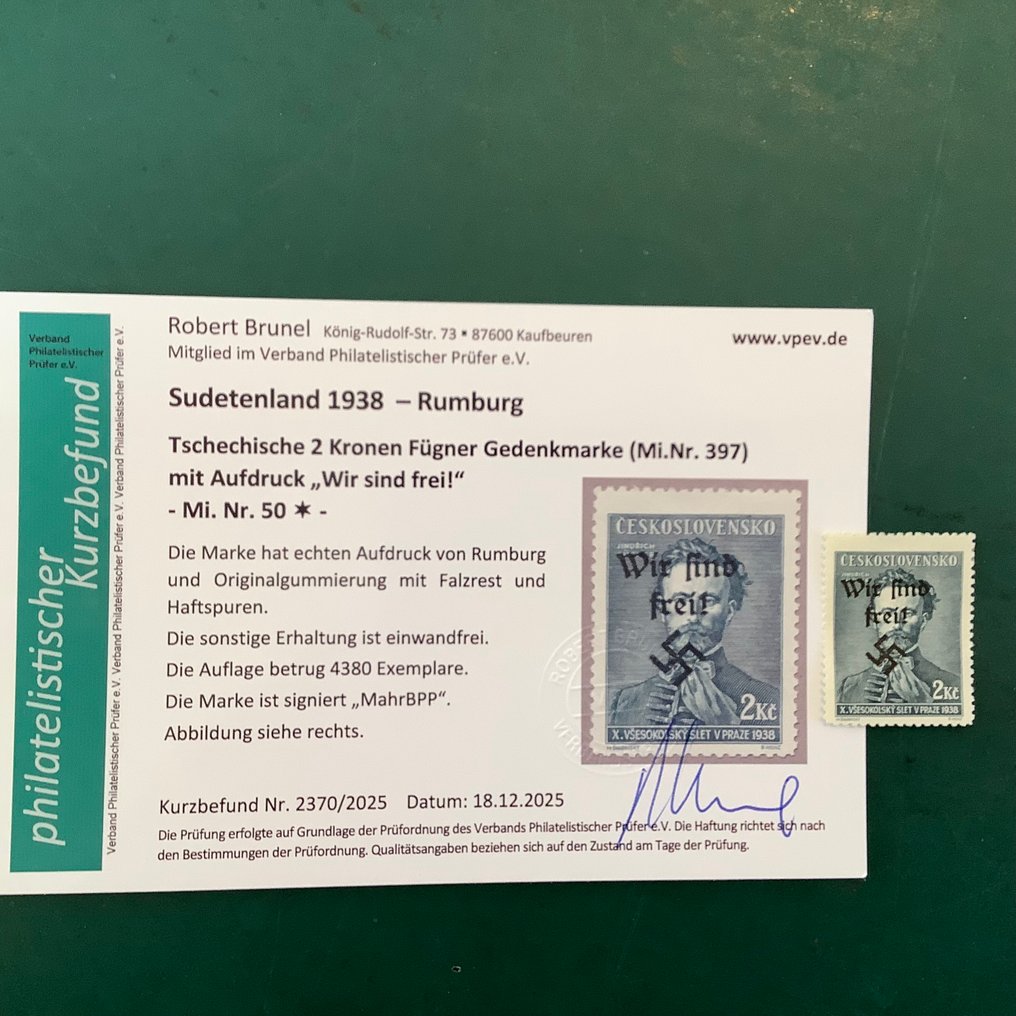 Verband
Philatelistischer
Prüfer e.V.
philatelistischer
Kurzbefund
Verband Philatelistischer Prüfer e.V. Verband Philatelistischer Prüfer e.V. Verband Philatelistischer Prüfer e.V. Verband Philatelistischer Prüfer e.V.
Robert Brunel König-Rudolf-Str. 73 ▪ 87600 Kaufbeuren
Mitglied im Verband Philatelistischer Prüfer e.V.
www.vpev.de
Sudetenland 1938 – Rumburg
Tschechische 2 Kronen Fügner Gedenkmarke (Mi.Nr. 397)
mit Aufdruck „Wir sind frei!“
- Mi. Nr. 50 ✶ -
Die Marke hat echten Aufdruck von Rumburg
und Originalgummierung mit Falzrest und
Haftspuren.
Die sonstige Erhaltung ist einwandfrei.
Die Auflage betrug 4380 Exemplare.
Die Marke ist signiert „MahrBPP“.
Abbildung siehe rechts.
Kurzbefund Nr. 2370/2025 Datum: 18.12.2025
Die Prüfung erfolgte auf Grundlage der Prüfordnung des Verbands Philatelistischer Prüfer e.V. Die Haftung richtet sich nach
den Bestimmungen der Prüfordnung. Qualitätsangaben beziehen sich auf den Zustand am Tage der Prüfung.
ČESKOSLOVENSKO
JINDŘICH
Wir sind
frei!
2Kč
X. VŠESOKOLSKÝ SLET V PRAZE 1938
ČESKOSLOVENSKO
Wir sind
frei!
2Kč
X. VŠESOKOLSKÝ SLET V PRAZE 1938